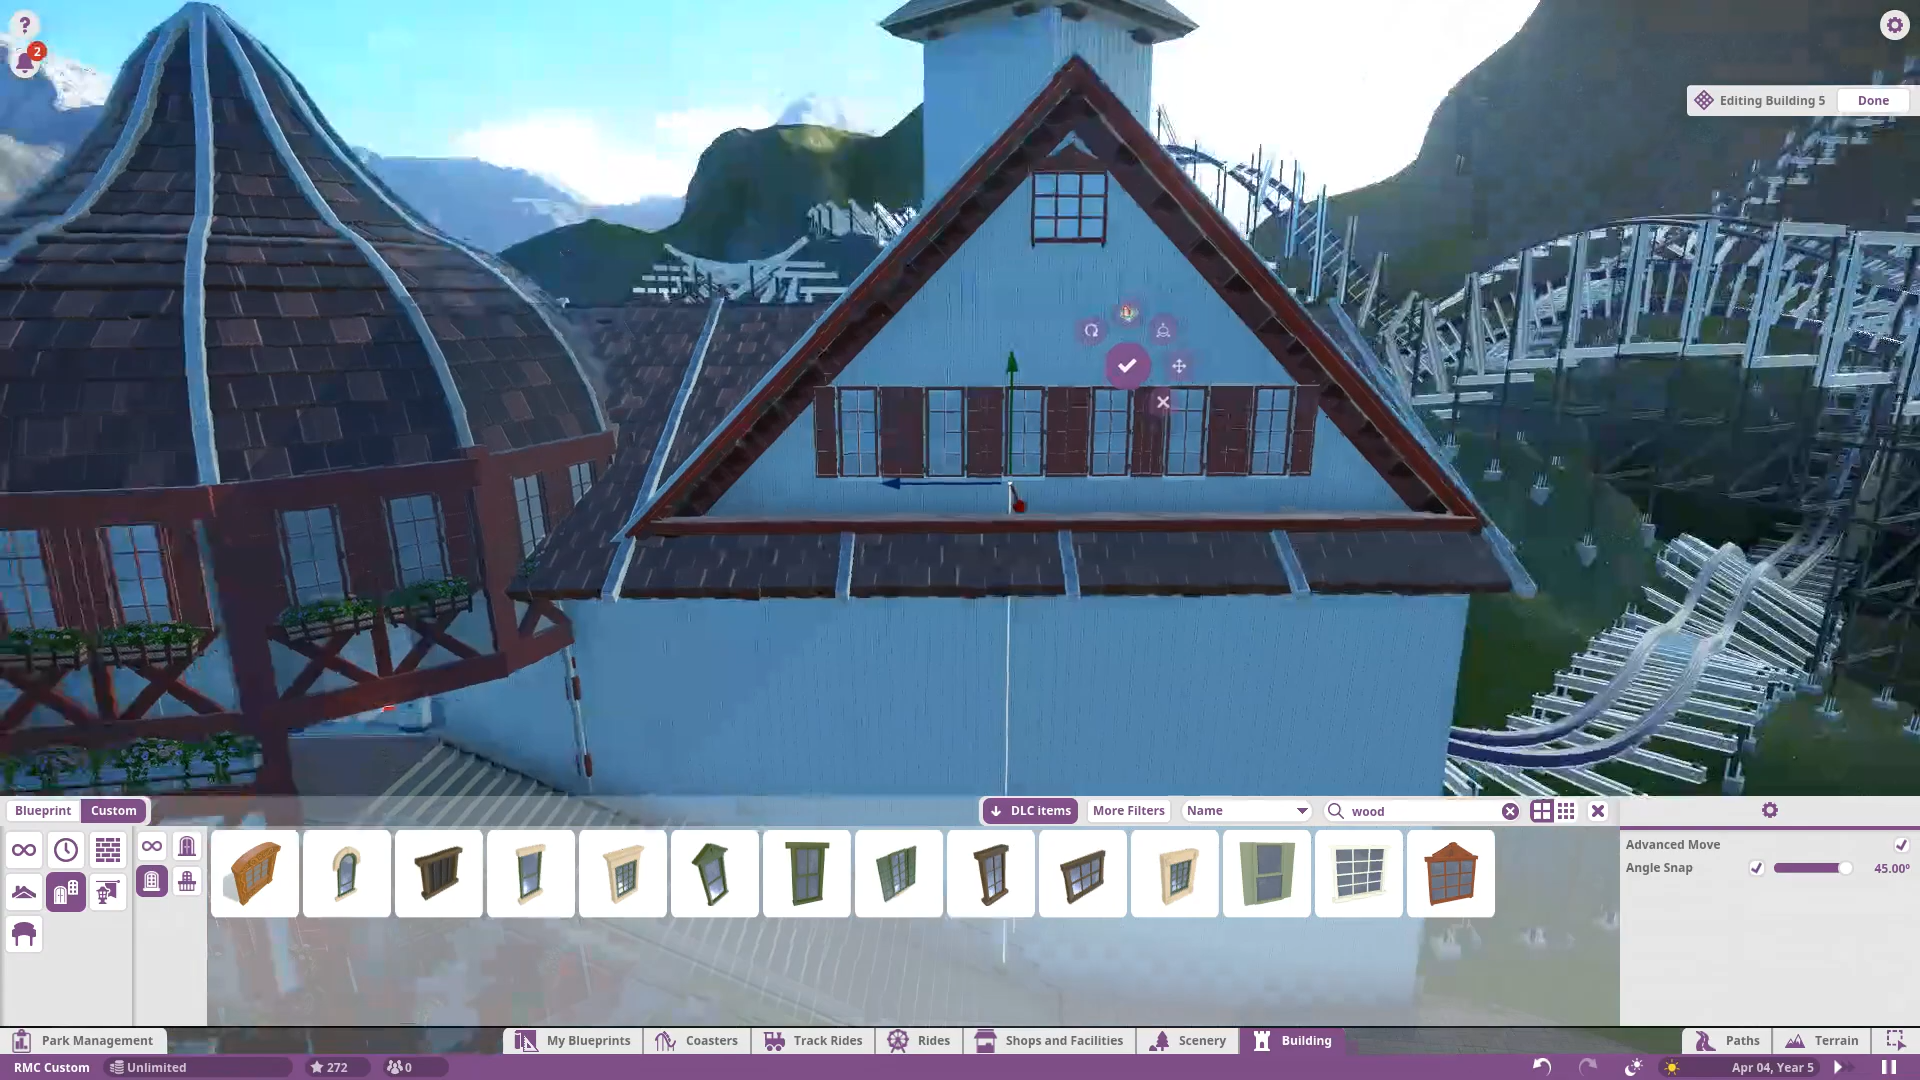 ?
2
Editing Building 5
Done
Blueprint
Custom
DLC items
More Filters
Name
wood
Advanced Move
Angle Snap
45.00°
Park Management
My Blueprints
Coasters
Track Rides
Rides
Shops and Facilities
Scenery
Building
Paths
Terrain
RMC Custom
Unlimited
272
0
Apr 04, Year 5